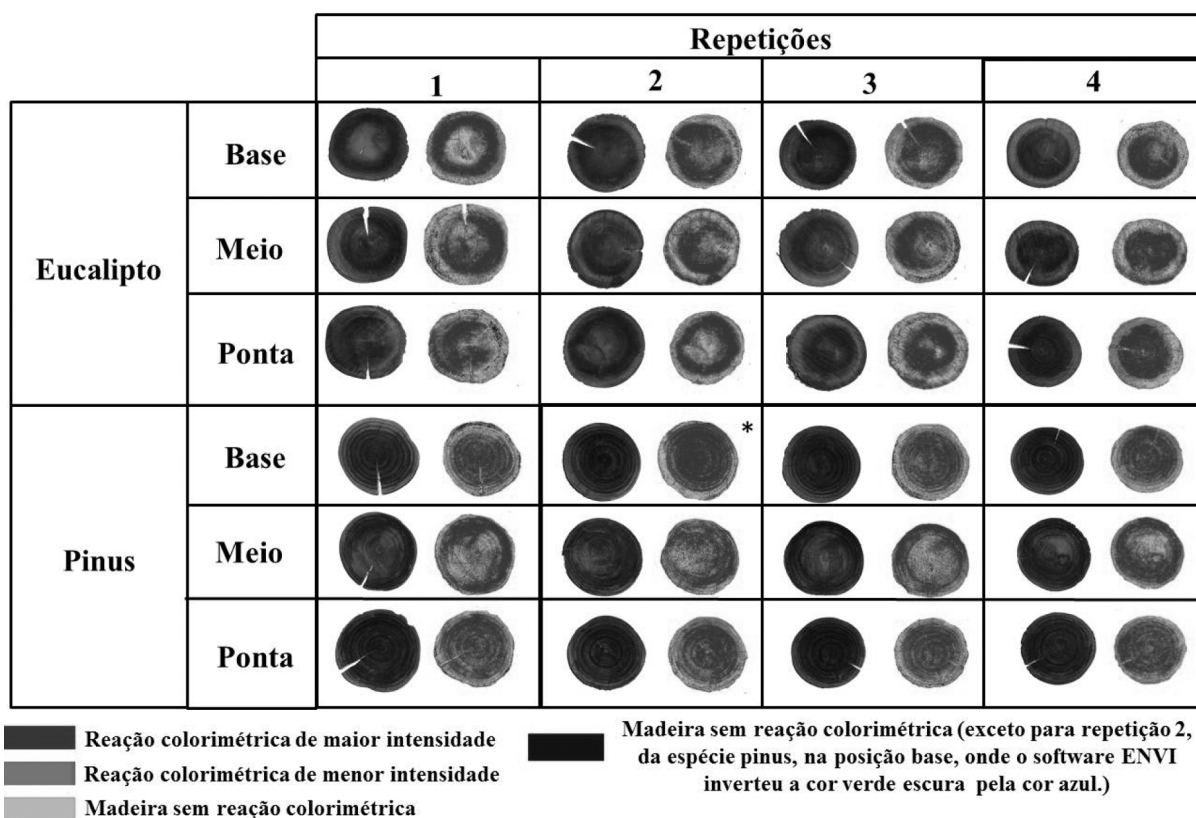 Repetições
1 2 3 4
Eucalipto
Base
Meio
Ponta
Pinus
Base
*
Meio
Ponta
Reação colorimétrica de maior intensidade
Reação colorimétrica de menor intensidade
Madeira sem reação colorimétrica
Madeira sem reação colorimétrica (exceto para repetição 2,
da espécie pinus, na posição base, onde o software ENVI
inverteu a cor verde escura pela cor azul.)